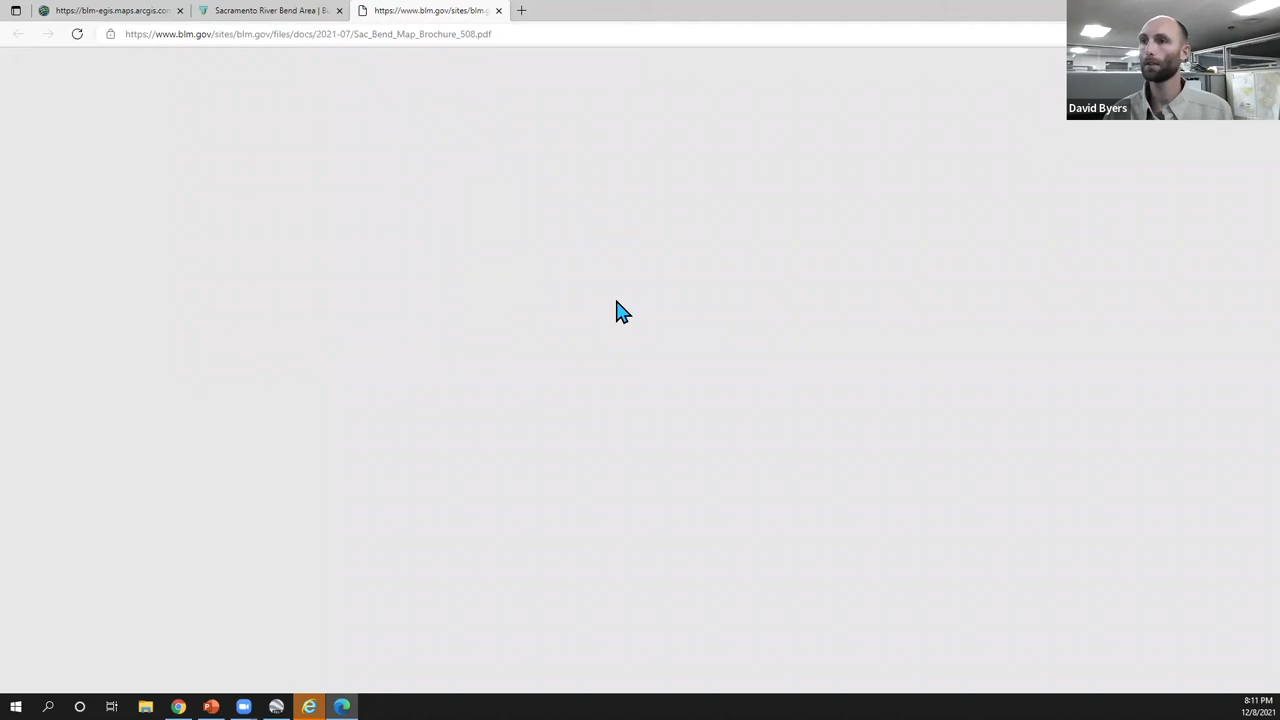 https://blm-egis.maps.arcgis.com
Sacramento River Bend Area | Bu
https://www.blm.gov/sites/blm.g
https://www.blm.gov/sites/blm.gov/files/docs/2021-07/Sac_Bend_Map_Brochure_508.pdf
David Byers
8:11 PM
12/8/2021